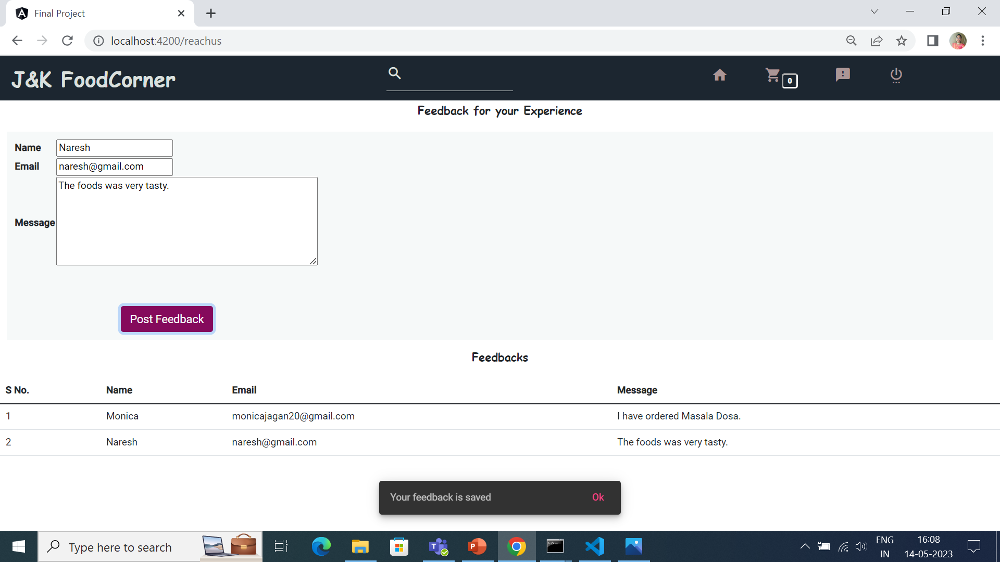 Final Project
localhost:4200/reachus
J&K FoodCorner
0
Feedback for your Experience
Name Naresh
Email naresh@gmail.com
Message The foods was very tasty.
Post Feedback
Feedbacks
S No. Name Email Message
1 Monica monicajagan20@gmail.com I have ordered Masala Dosa.
2 Naresh naresh@gmail.com The foods was very tasty.
Your feedback is saved Ok
Type here to search
ENG 16:08
IN 14-05-2023